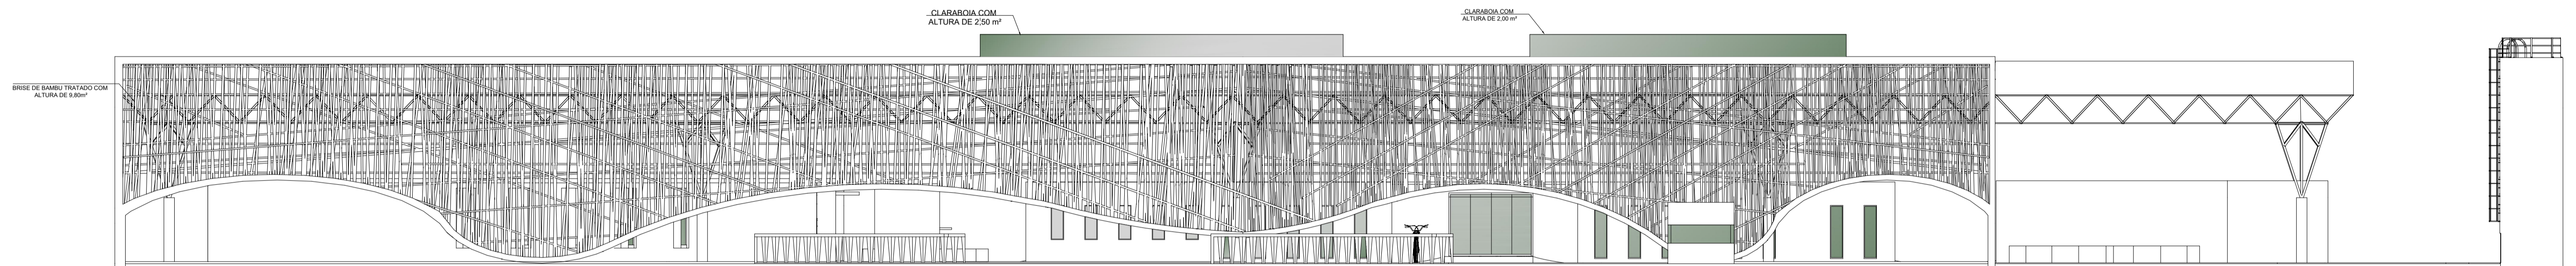 CLARABOIA COM
ALTURA DE 2,50 m²
CLARABOIA COM
ALTURA DE 2,00 m²
BRISE DE BAMBU TRATADO COM
ALTURA DE 9,80m²